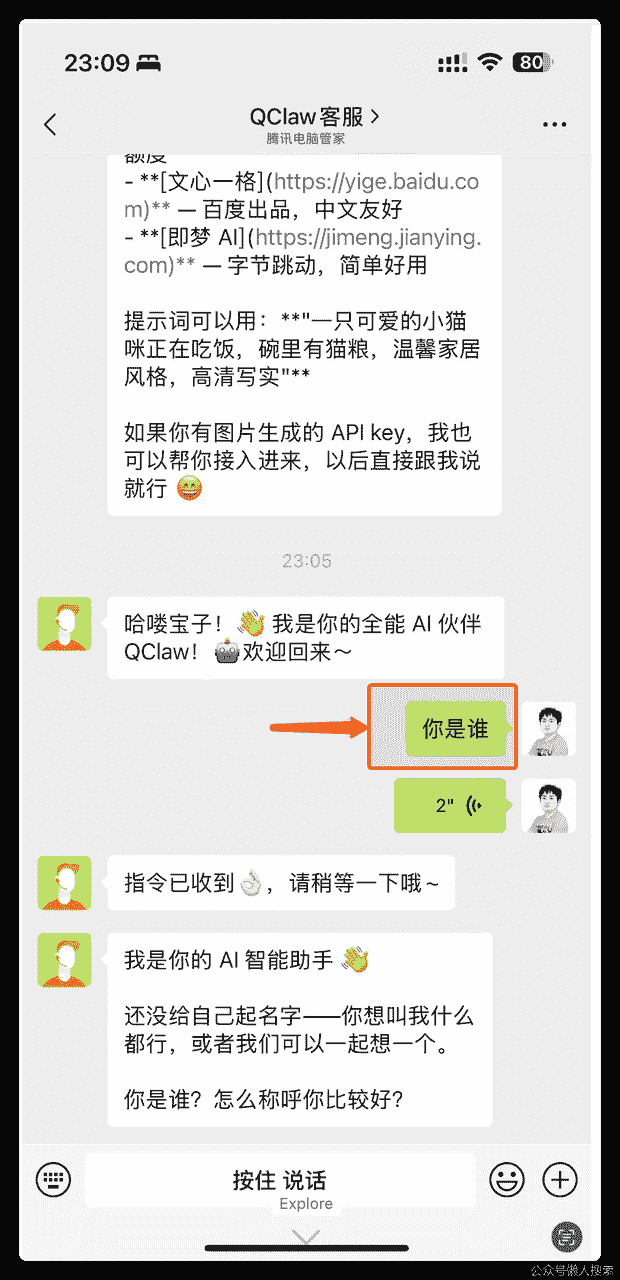 23:09
80
QClaw客服
腾讯电脑管家
额度
- **[文心一格](https://yige.baidu.co
m)** — 百度出品，中文友好
- **[即梦 AI](https://jimeng.jianying.
com)** — 字节跳动，简单好用
提示词可以用：**"一只可爱的小猫
咪正在吃饭，碗里有猫粮，温馨家居
风格，高清写实"**
如果你有图片生成的 API key，我也
可以帮你接入进来，以后直接跟我说
就行
23:05
哈喽宝子！👋 我是你的全能 AI 伙伴
QClaw！🤖欢迎回来～
你是谁
2"
指令已收到👌，请稍等一下哦~
我是你的 AI 智能助手 👋
还没给自己起名字——你想叫我什么
都行，或者我们可以一起想一个。
你是谁？怎么称呼你比较好？
按住 说话
Explore
公众号懒人搜索